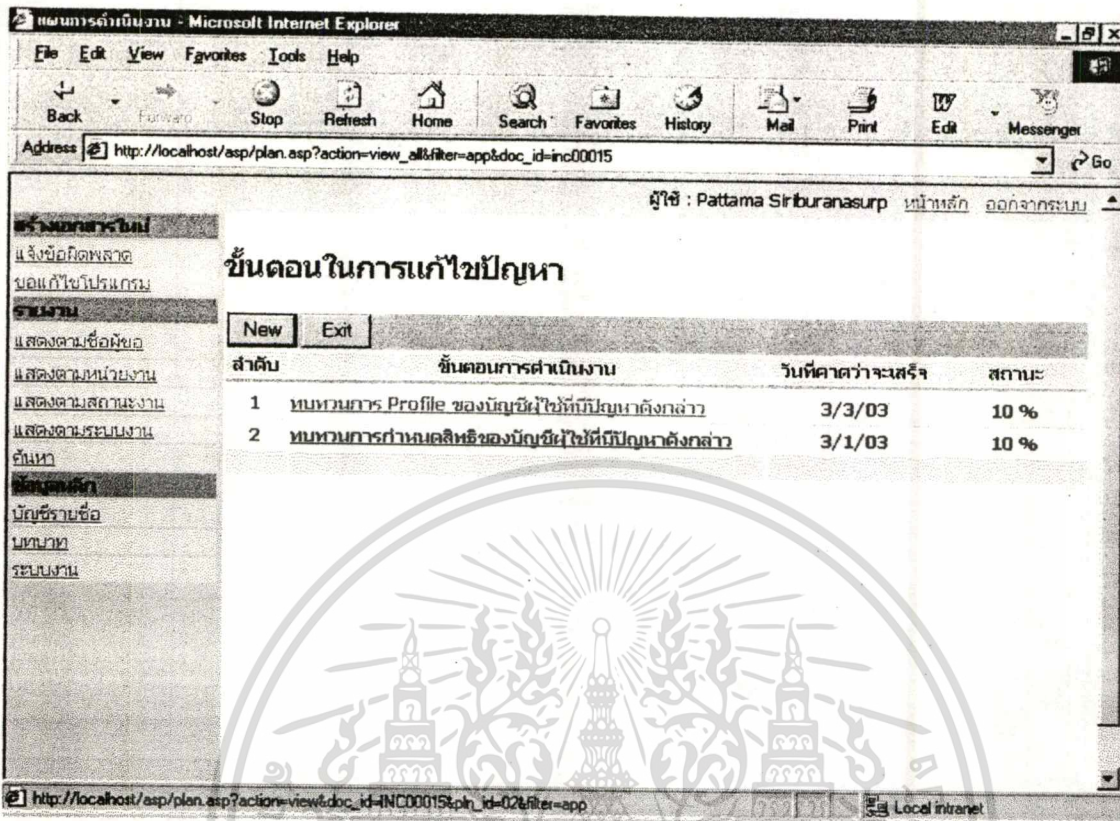 แผนการดำเนินงาน - Microsoft Internet Explorer
File Edit View Favorites Tools Help
Back Forward Stop Refresh Home Search Favorites History Mail Print Edit Messenger
Address http://localhost/asp/plan.asp?action=view_all&filter=app&doc_id=inc00015 Go
ผู้ใช้ : Pattama Siriburanasurp หน้าหลัก ออกจากระบบ
สร้างเอกสารใหม่
แจ้งข้อผิดพลาด
ขอแก้ไขโปรแกรม
รายงาน
แสดงตามชื่อผู้ขอ
แสดงตามหน่วยงาน
แสดงตามสถานะงาน
แสดงตามระบบงาน
ค้นหา
ข้อมูลหลัก
บัญชีรายชื่อ
บทบาท
ระบบงาน
ขั้นตอนในการแก้ไขปัญหา
New Exit
ลำดับ ขั้นตอนการดำเนินงาน วันที่คาดว่าจะเสร็จ สถานะ
1 ทบทวนการ Profile ของบัญชีผู้ใช้ที่มีปัญหาดังกล่าว 3/3/03 10 %
2 ทบทวนการกำหนดสิทธิของบัญชีผู้ใช้ที่มีปัญหาดังกล่าว 3/1/03 10 %
http://localhost/asp/plan.asp?action=view&doc_id=INC00015&pln_id=02&filter=app Local intranet